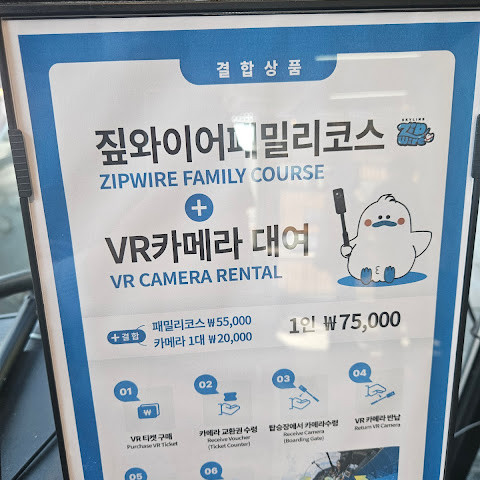 결합상품
짚와이어패밀리코스
SKYLINE
ZIP
WIRE
ZIPWIRE FAMILY COURSE
+
VR카메라 대여
VR CAMERA RENTAL
+결합
패밀리코스 ₩55,000
카메라 1대 ₩20,000
1인 ₩75,000
01
02
03
04
₩
VR 티켓 구매
Purchase VR Ticket
카메라 교환권 수령
Receive Voucher
(Ticket Counter)
탑승장에서 카메라수령
Receive Camera
(Boarding Gate)
VR 카메라 반납
Return VR Camera
05
06